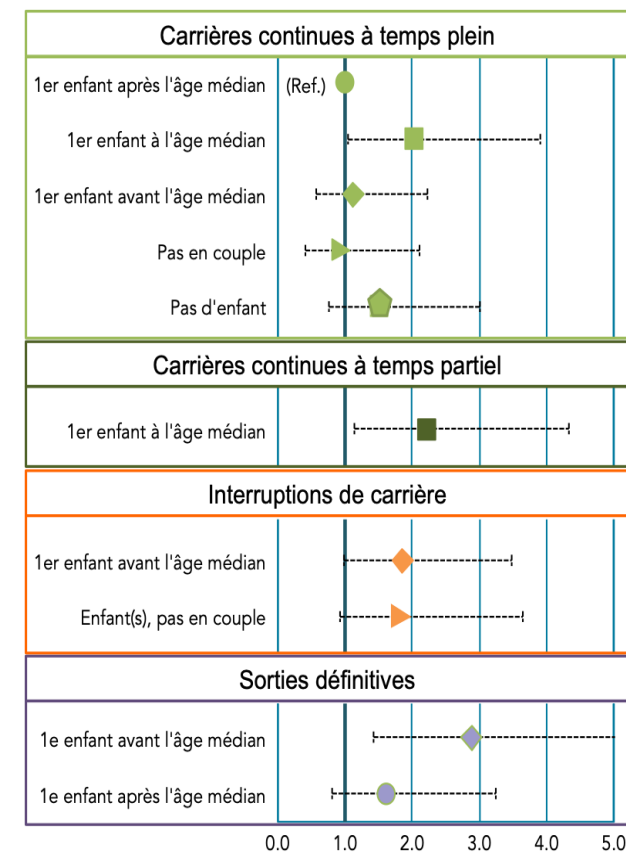 Carrières continues à temps plein
1er enfant après l'âge médian (Ref.)
1er enfant à l'âge médian
1er enfant avant l'âge médian
Pas en couple
Pas d'enfant
Carrières continues à temps partiel
1er enfant à l'âge médian
Interruptions de carrière
1er enfant avant l'âge médian
Enfant(s), pas en couple
Sorties définitives
1e enfant avant l'âge médian
1e enfant après l'âge médian
0.0 1.0 2.0 3.0 4.0 5.0